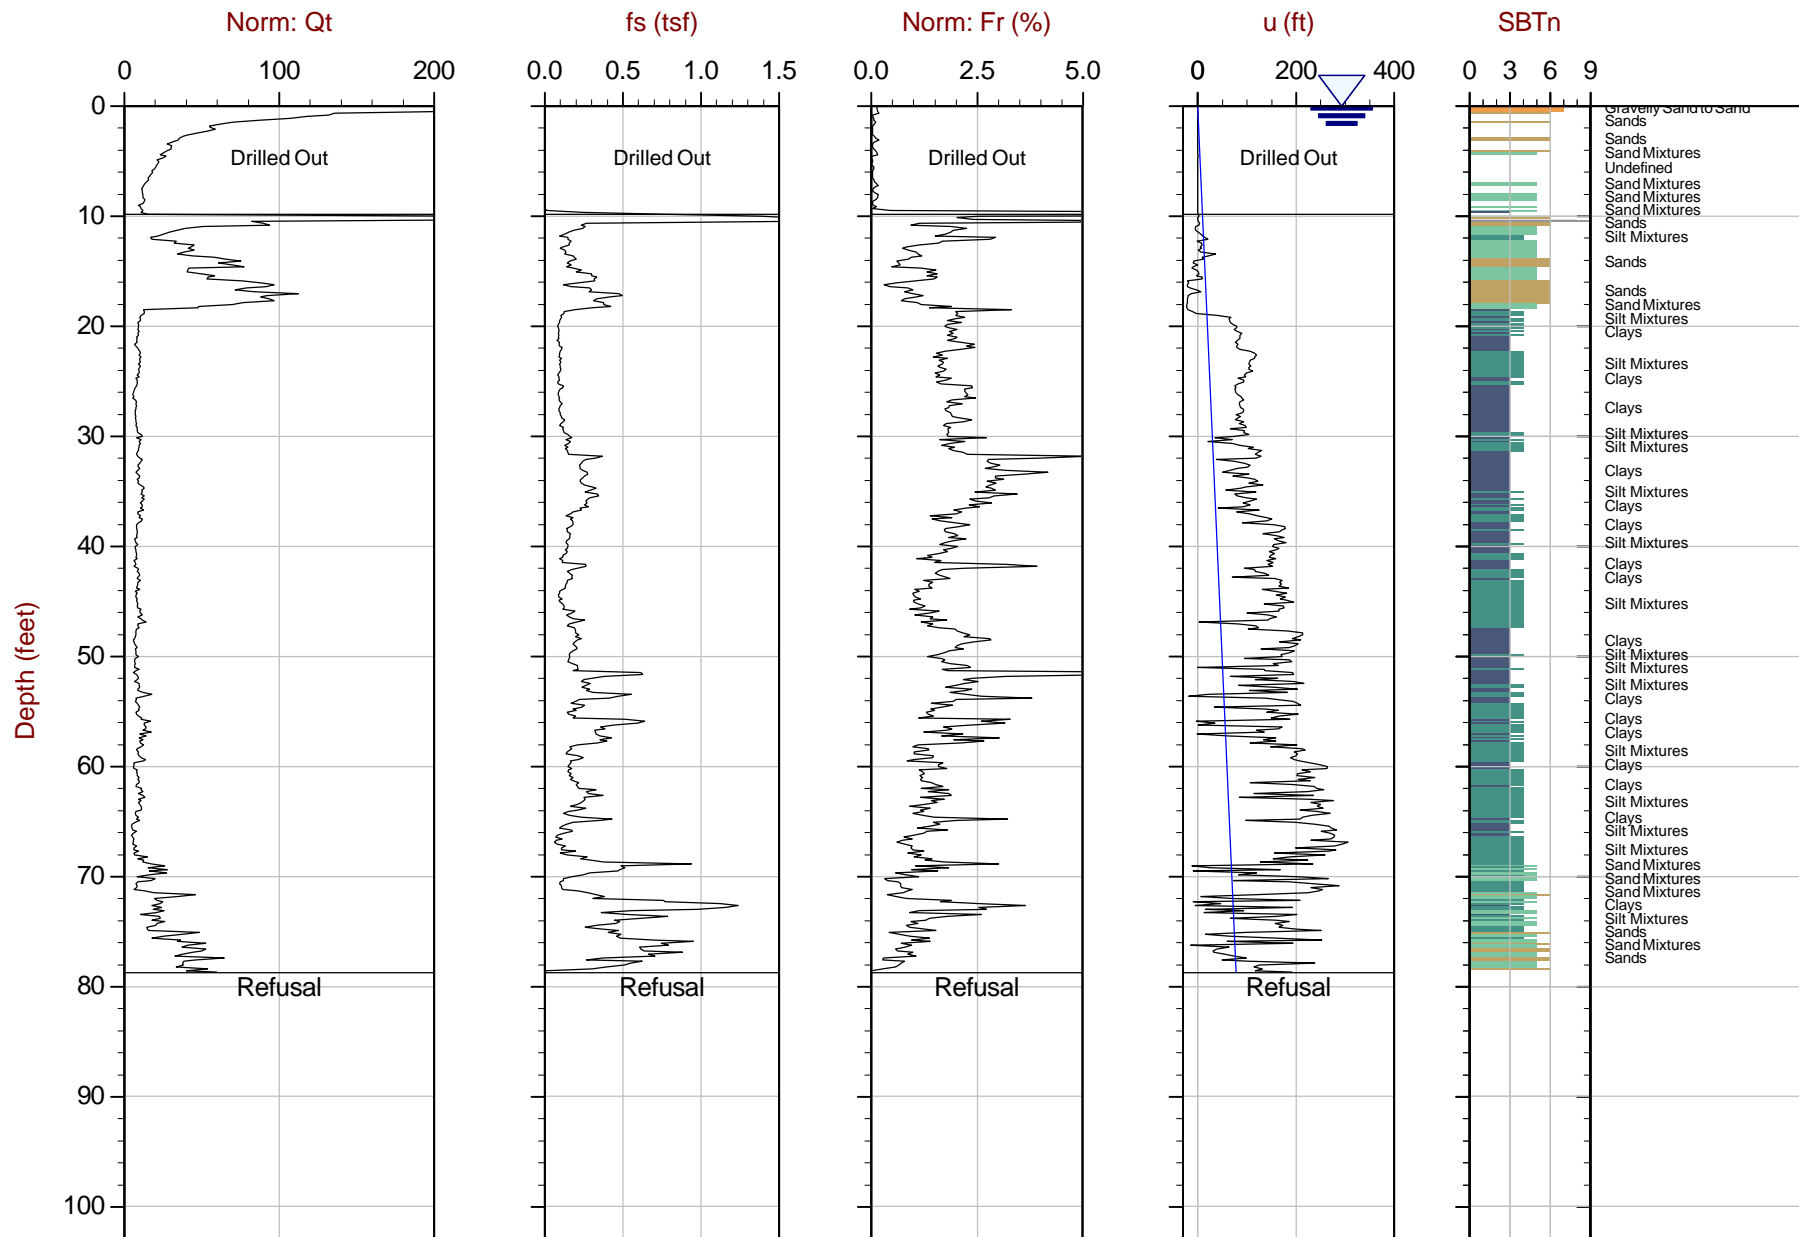 Norm: Qt fs (tsf) Norm: Fr (%) u (ft) SBTn
0 100 200 0.0 0.5 1.0 1.5 0.0 2.5 5.0 0 200 400 0 3 6 9
Depth (feet)
0
10
20
30
40
50
60
70
80
90
100
Drilled Out Drilled Out Drilled Out Drilled Out
Refusal Refusal Refusal Refusal
Gravelly Sand to Sand
Sands
Sands
Sand Mixtures
Undefined
Sand Mixtures
Sand Mixtures
Sand Mixtures
Sands
Silt Mixtures
Sands
Sands
Sand Mixtures
Silt Mixtures
Clays
Silt Mixtures
Clays
Clays
Silt Mixtures
Silt Mixtures
Clays
Silt Mixtures
Clays
Clays
Silt Mixtures
Clays
Clays
Silt Mixtures
Clays
Silt Mixtures
Silt Mixtures
Silt Mixtures
Clays
Clays
Clays
Silt Mixtures
Clays
Clays
Silt Mixtures
Clays
Silt Mixtures
Silt Mixtures
Sand Mixtures
Sand Mixtures
Sand Mixtures
Clays
Silt Mixtures
Sands
Sand Mixtures
Sands